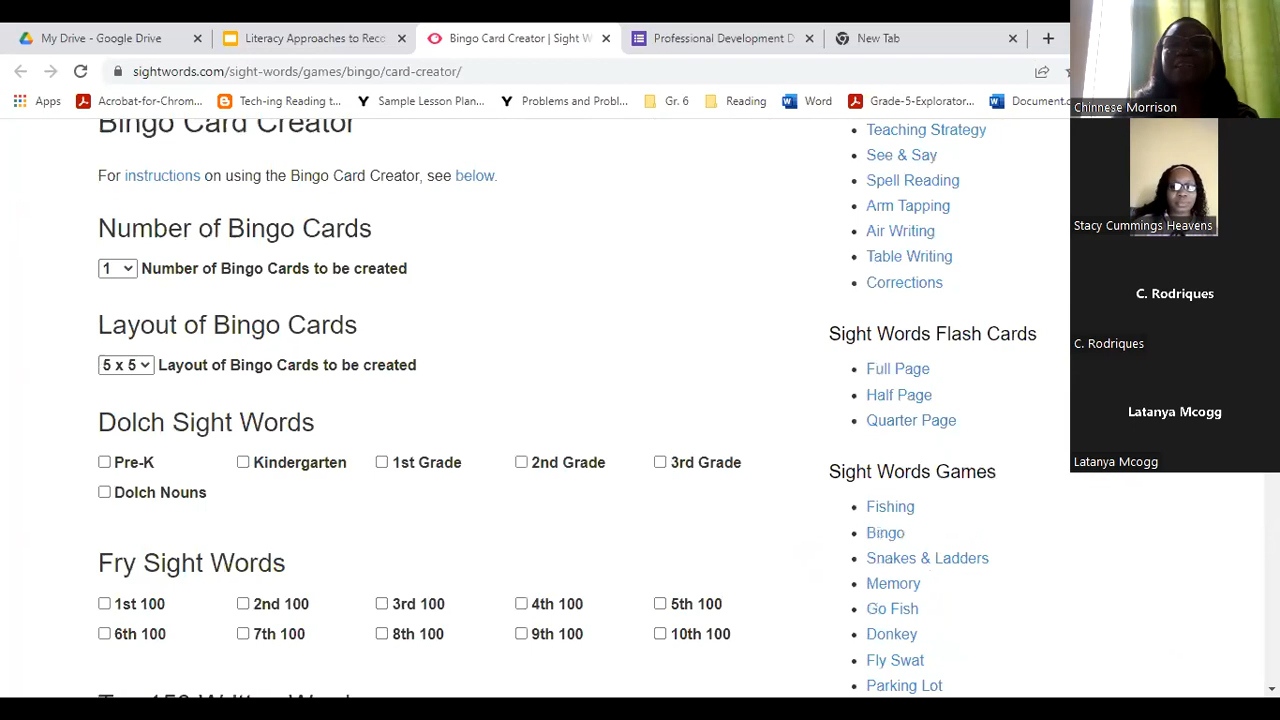 My Drive - Google Drive
Literacy Approaches to Reco
Bingo Card Creator | Sight W
Professional Development D
New Tab
sightwords.com/sight-words/games/bingo/card-creator/
Apps
Acrobat-for-Chrom...
Tech-ing Reading t...
Sample Lesson Plan...
Problems and Probl...
Gr. 6
Reading
Word
Grade-5-Explorator...
Document.c
Bingo Card Creator
For instructions on using the Bingo Card Creator, see below.
Number of Bingo Cards
1 Number of Bingo Cards to be created
Layout of Bingo Cards
5 x 5 Layout of Bingo Cards to be created
Dolch Sight Words
Pre-K Kindergarten 1st Grade 2nd Grade 3rd Grade
Dolch Nouns
Fry Sight Words
1st 100 2nd 100 3rd 100 4th 100 5th 100
6th 100 7th 100 8th 100 9th 100 10th 100
Teaching Strategy
See & Say
Spell Reading
Arm Tapping
Air Writing
Table Writing
Corrections
Sight Words Flash Cards
Full Page
Half Page
Quarter Page
Sight Words Games
Fishing
Bingo
Snakes & Ladders
Memory
Go Fish
Donkey
Fly Swat
Parking Lot
Chinnese Morrison
Stacy Cummings Heavens
C. Rodriques
C. Rodriques
Latanya Mcogg
Latanya Mcogg